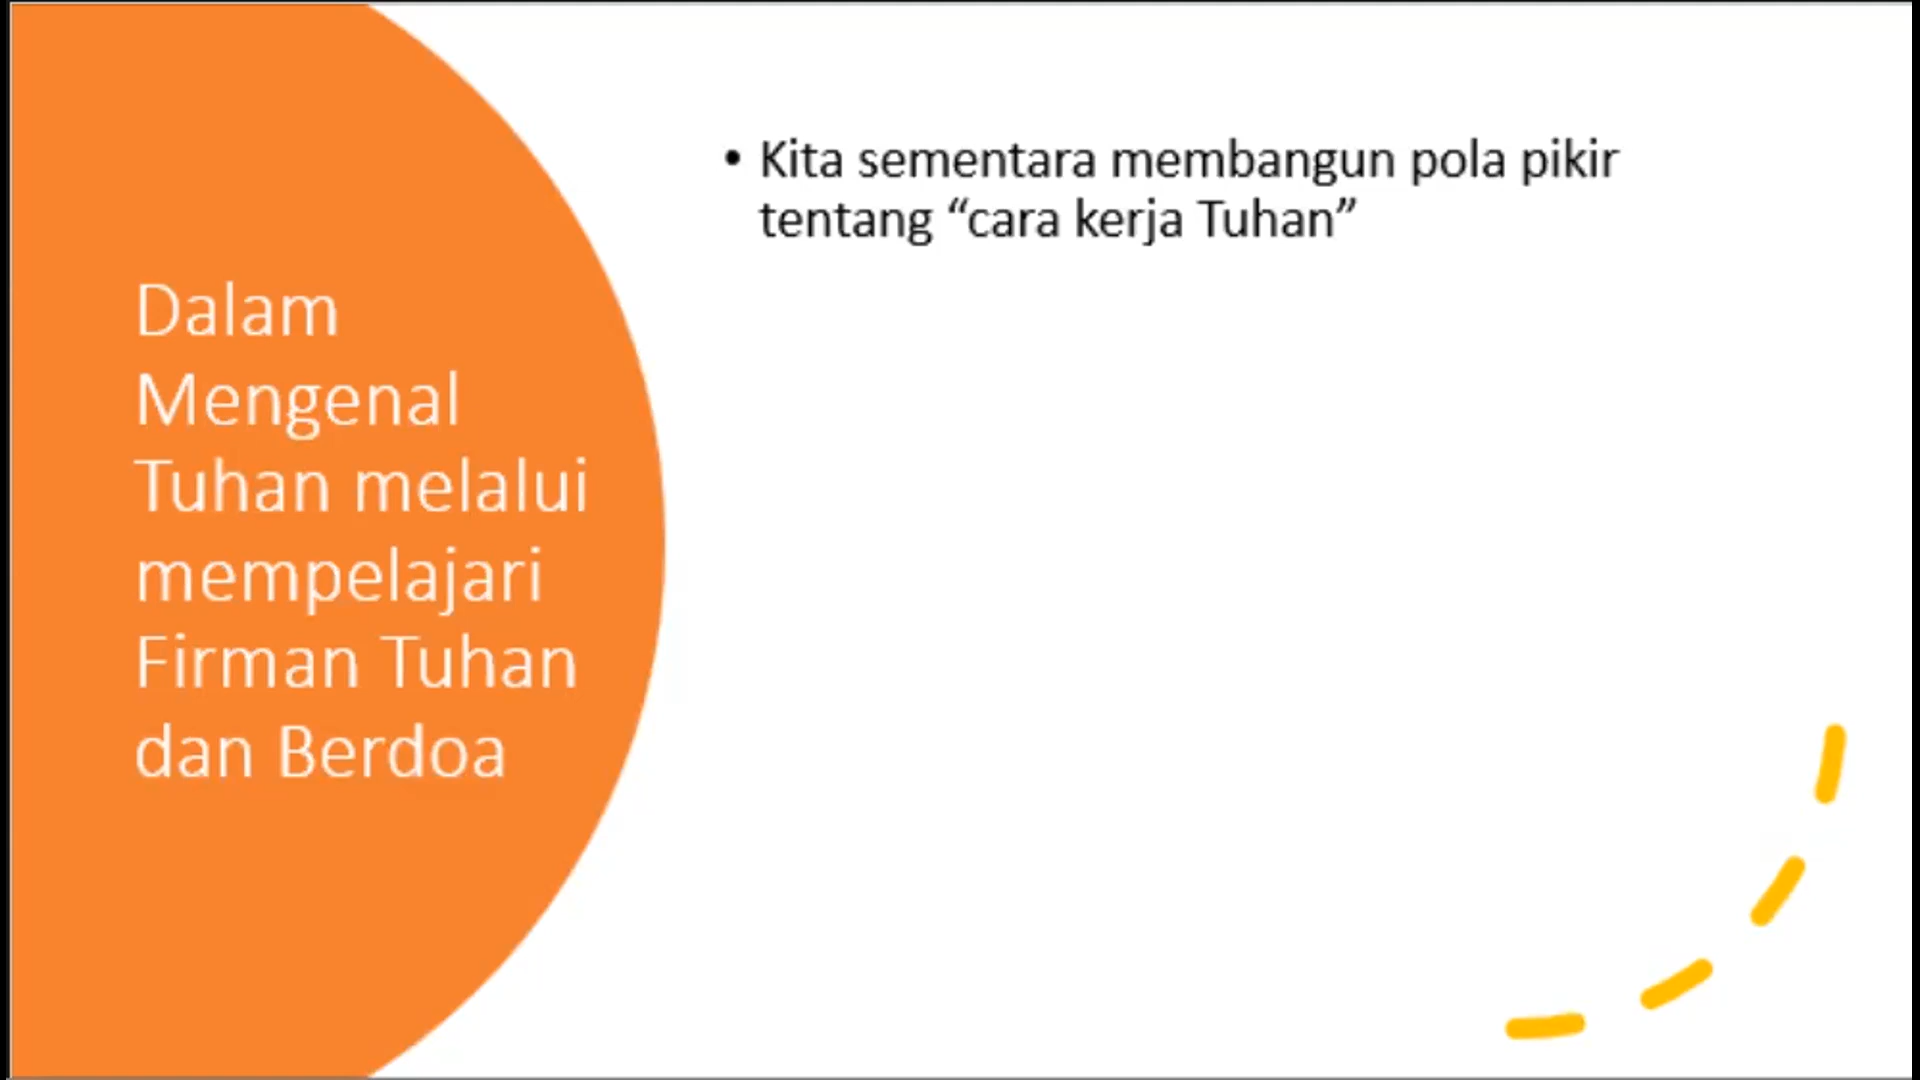 Dalam
Mengenal
Tuhan melalui
mempelajari
Firman Tuhan
dan Berdoa
• Kita sementara membangun pola pikir
tentang “cara kerja Tuhan”